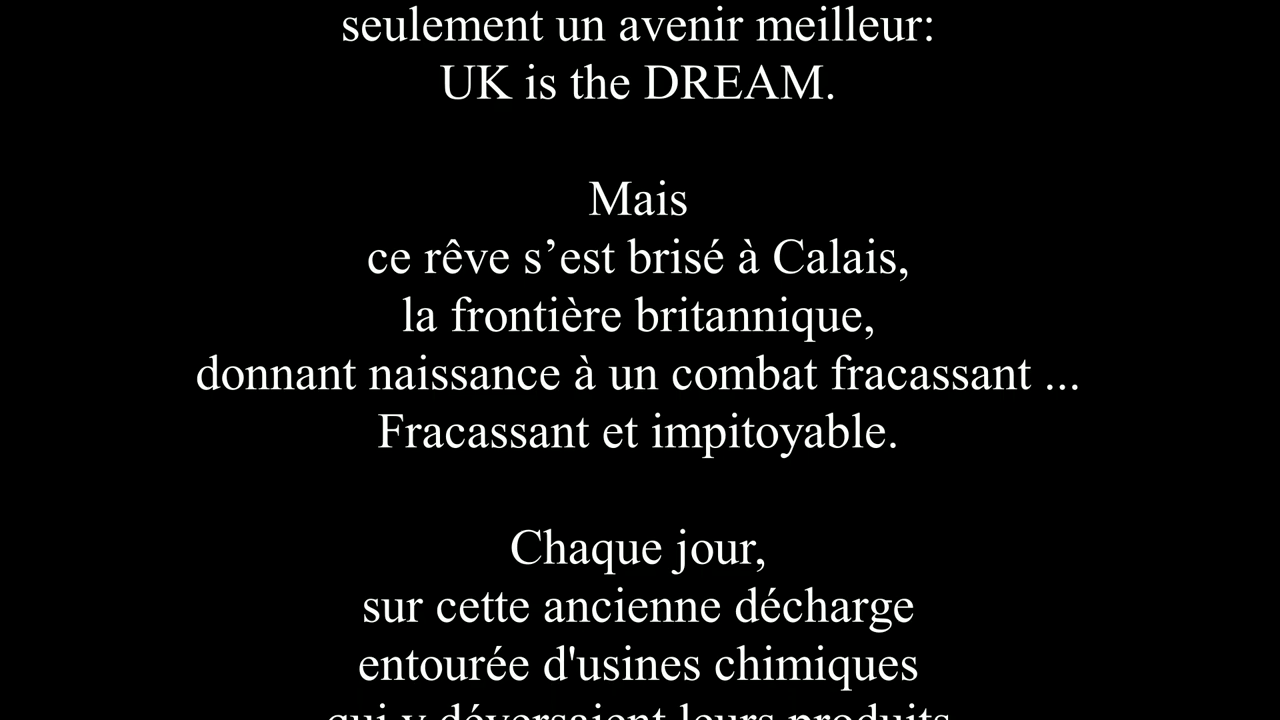 seulement un avenir meilleur:
UK is the DREAM.
Mais
ce rêve s’est brisé à Calais,
la frontière britannique,
donnant naissance à un combat fracassant ...
Fracassant et impitoyable.
Chaque jour,
sur cette ancienne décharge
entourée d'usines chimiques
qui y déversaient leurs produits